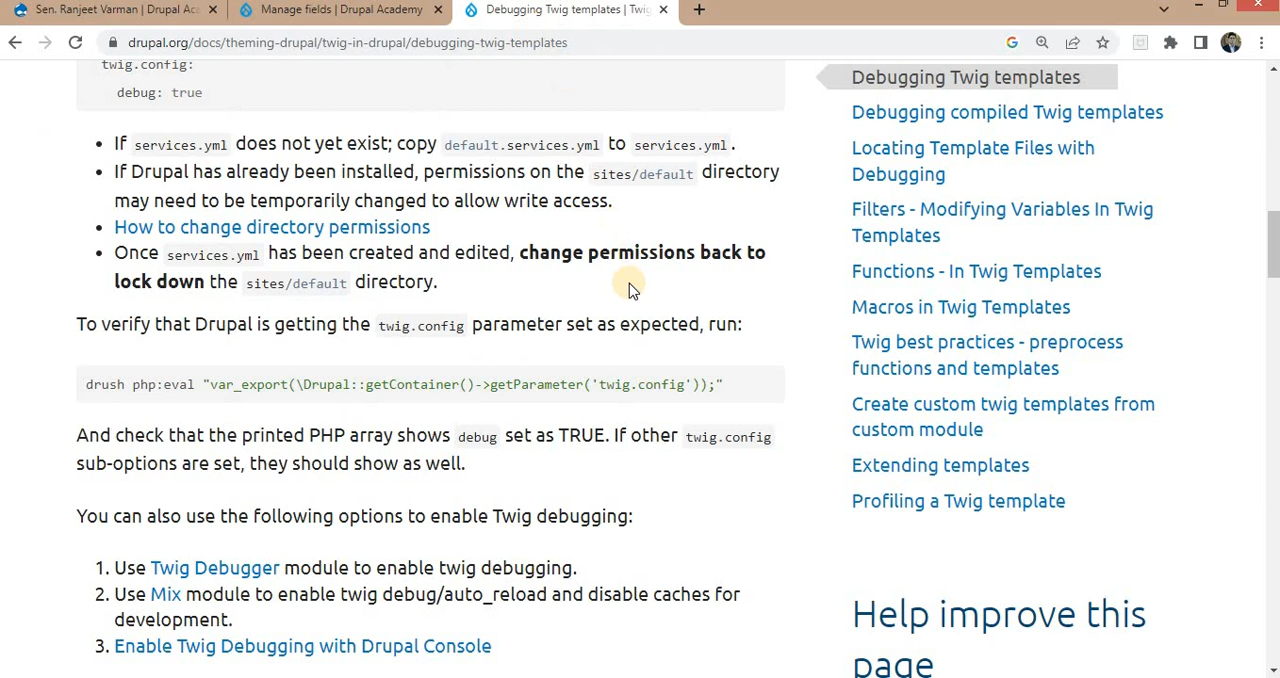 Sen. Ranjeet Varman | Drupal Aca
Manage fields | Drupal Academy
Debugging Twig templates | Twig
drupal.org/docs/theming-drupal/twig-in-drupal/debugging-twig-templates
twig.config:
debug: true
If services.yml does not yet exist; copy default.services.yml to services.yml.
If Drupal has already been installed, permissions on the sites/default directory
may need to be temporarily changed to allow write access.
How to change directory permissions
Once services.yml has been created and edited, change permissions back to
lock down the sites/default directory.
To verify that Drupal is getting the twig.config parameter set as expected, run:
drush php:eval "var_export(\Drupal::getContainer()->getParameter('twig.config'));"
And check that the printed PHP array shows debug set as TRUE. If other twig.config
sub-options are set, they should show as well.
You can also use the following options to enable Twig debugging:
1. Use Twig Debugger module to enable twig debugging.
2. Use Mix module to enable twig debug/auto_reload and disable caches for
development.
3. Enable Twig Debugging with Drupal Console
Debugging Twig templates
Debugging compiled Twig templates
Locating Template Files with
Debugging
Filters - Modifying Variables In Twig
Templates
Functions - In Twig Templates
Macros in Twig Templates
Twig best practices - preprocess
functions and templates
Create custom twig templates from
custom module
Extending templates
Profiling a Twig template
Help improve this
page